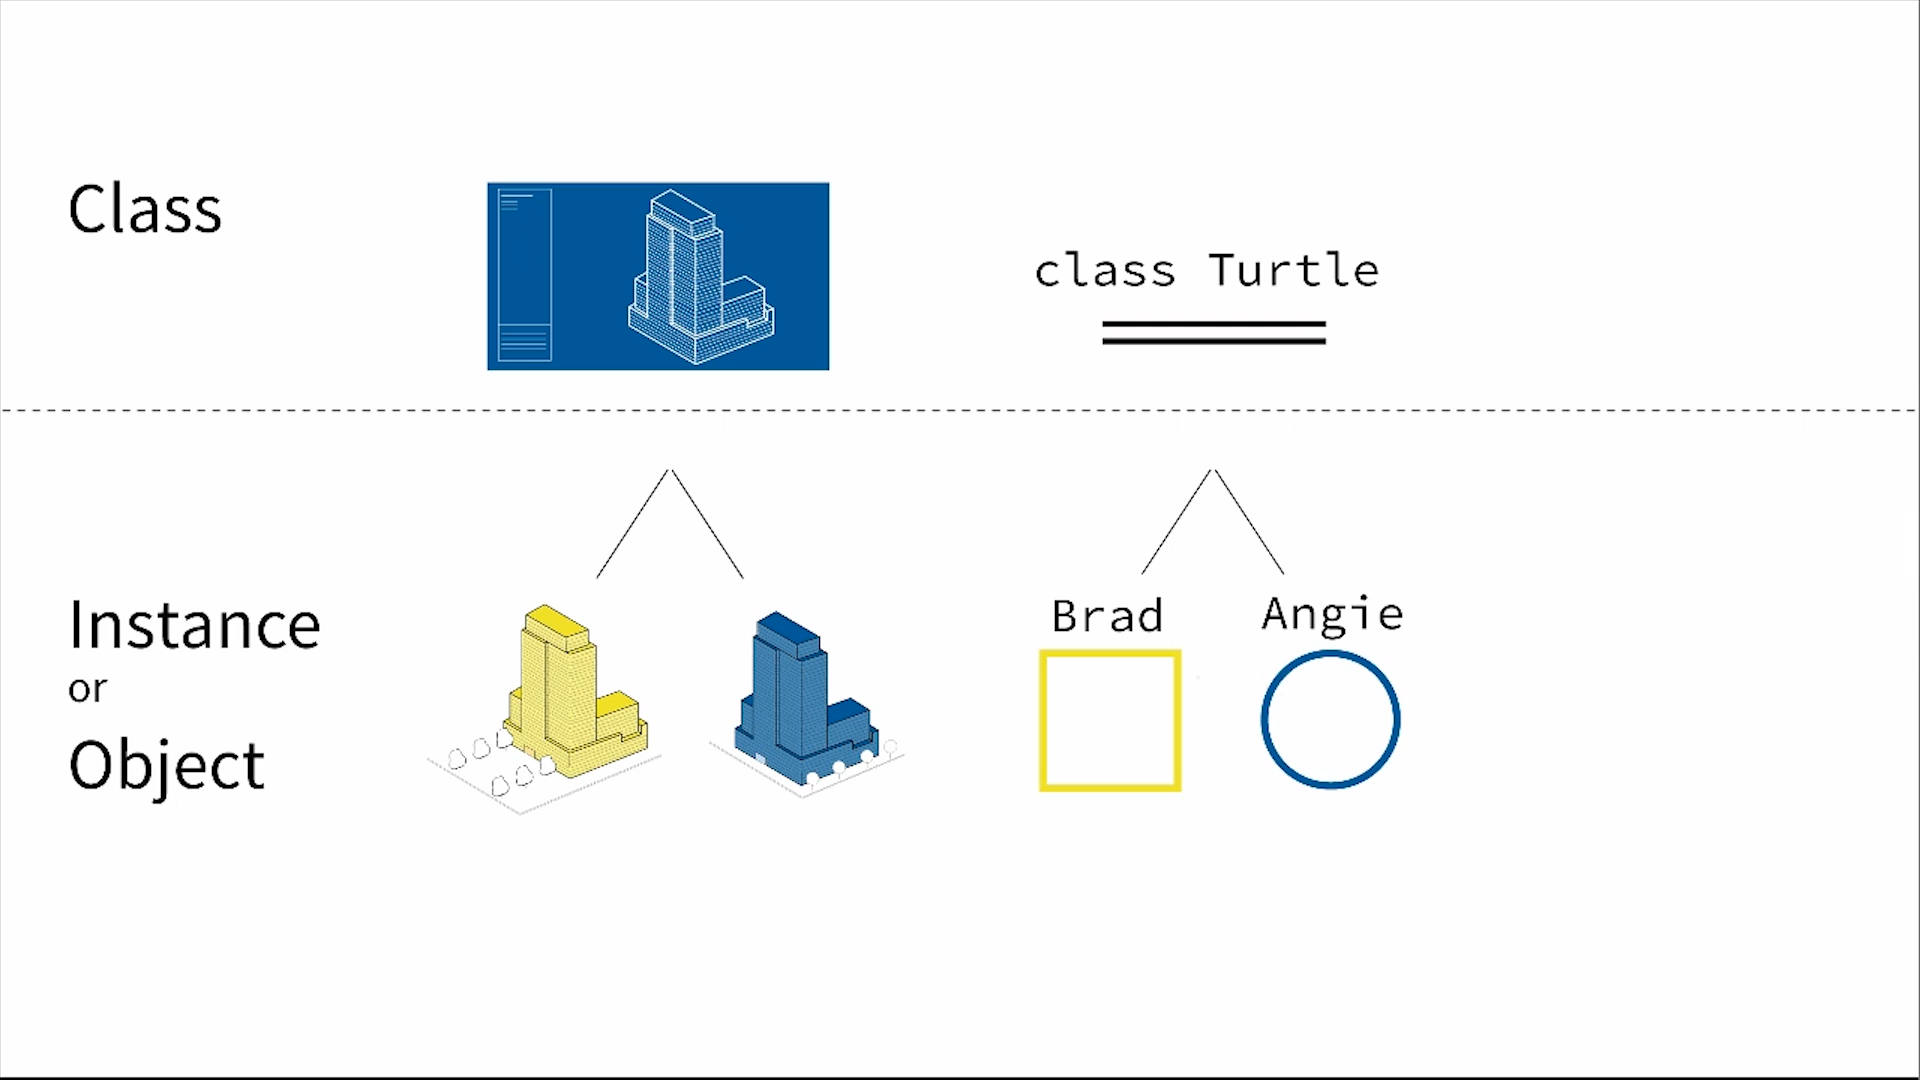 Class
class Turtle
Instance
or
Object
Brad
Angie